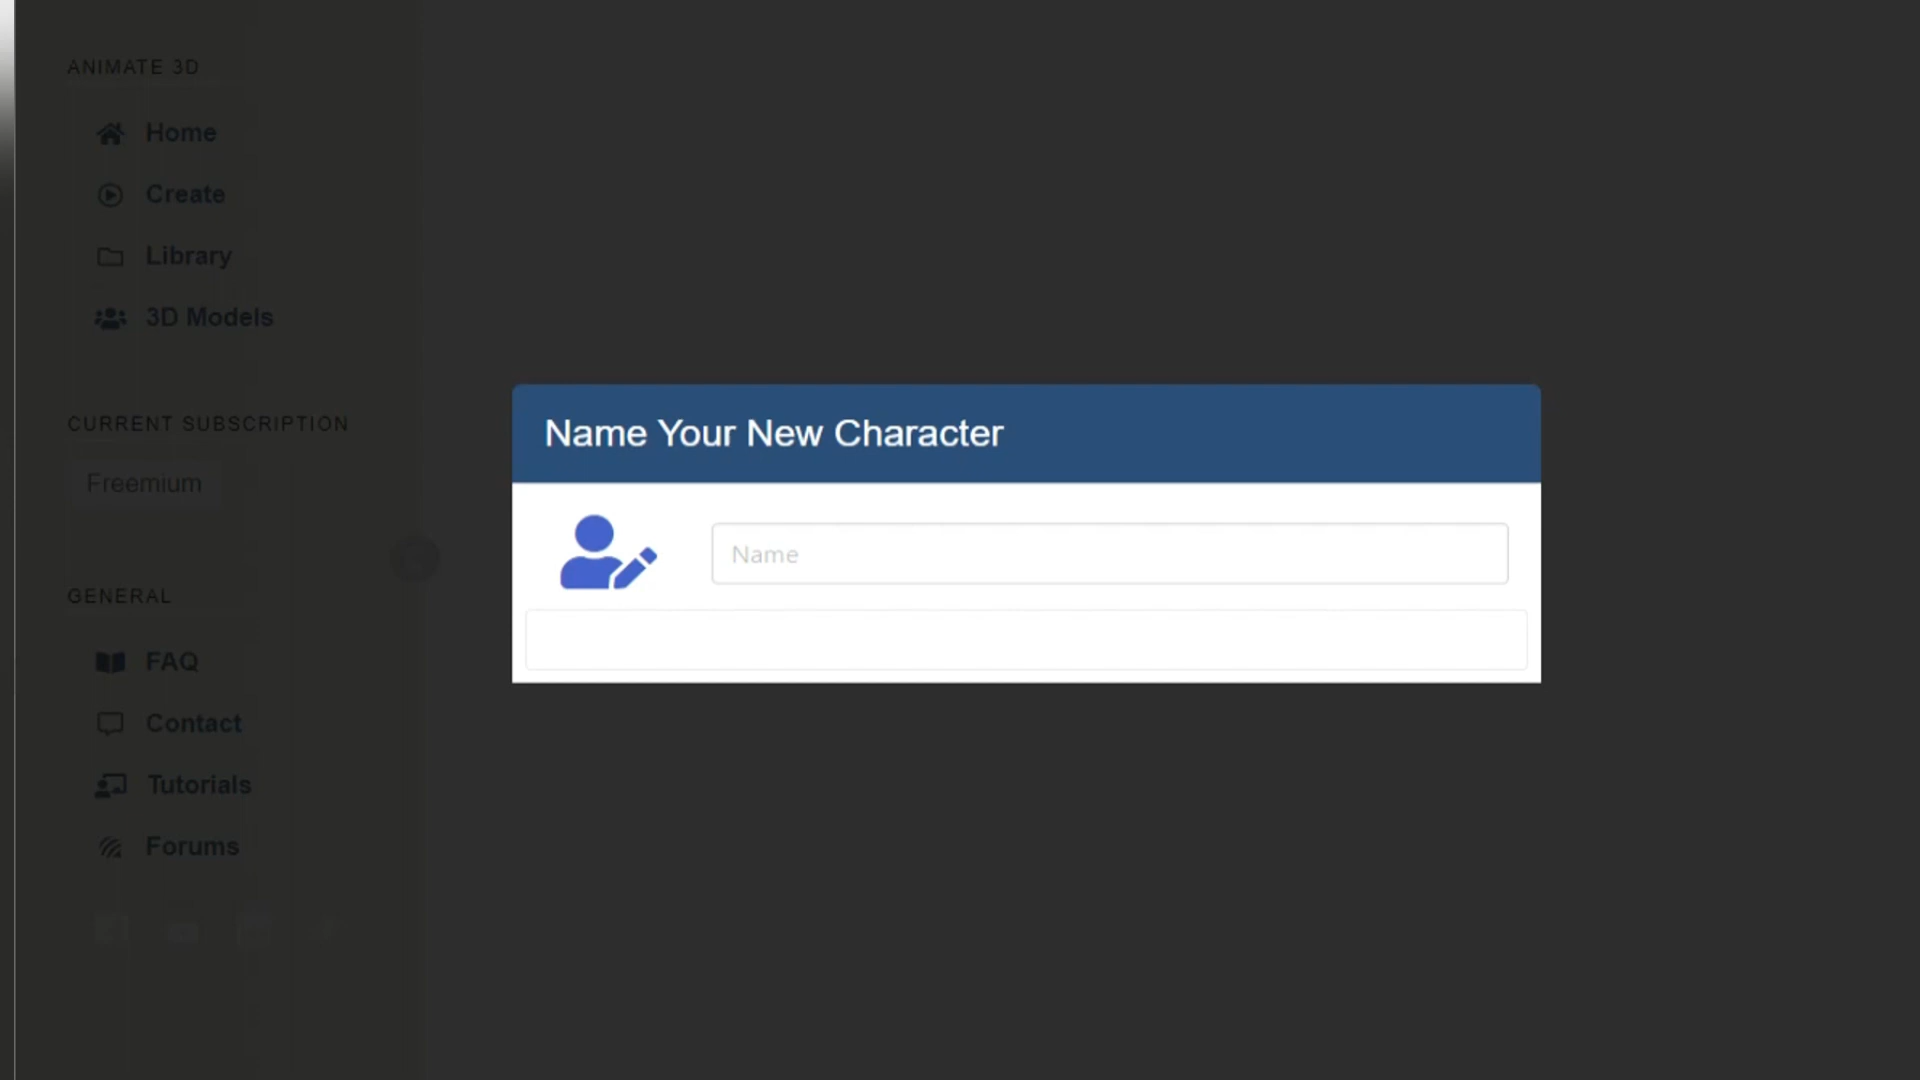 ANIMATE 3D
Home
Create
Library
3D Models
CURRENT SUBSCRIPTION
Freemium
GENERAL
FAQ
Contact
Tutorials
Forums
Name Your New Character
Name